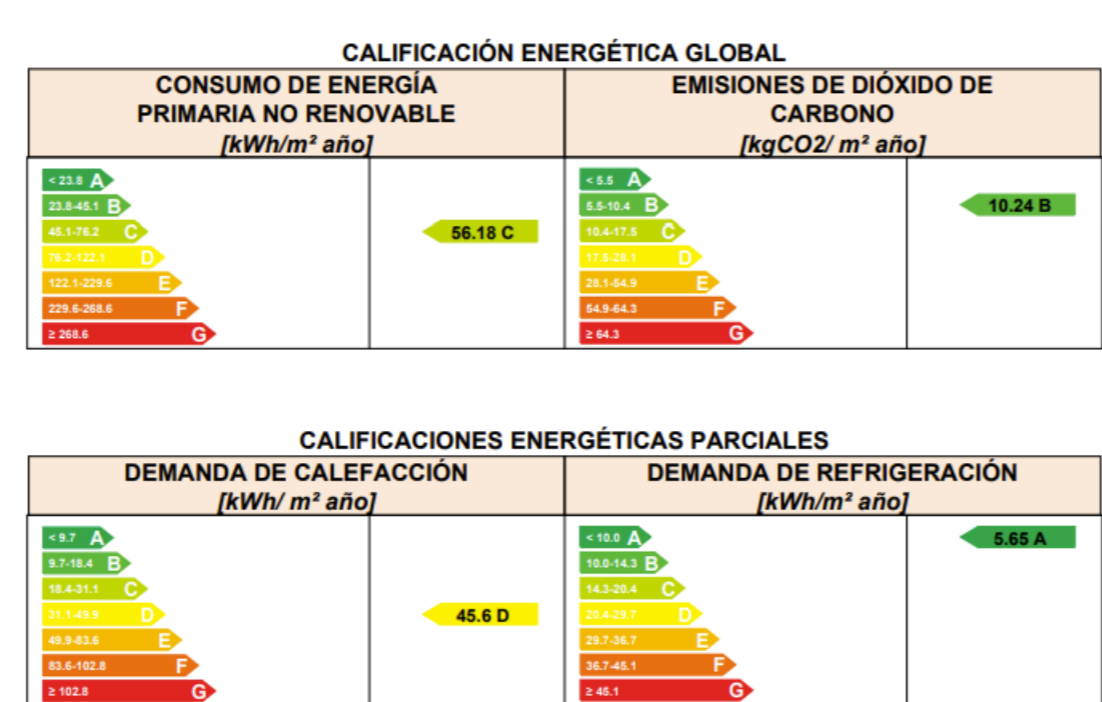 CALIFICACIÓN ENERGÉTICA GLOBAL
CONSUMO DE ENERGÍA
PRIMARIA NO RENOVABLE
[kWh/m² año]
EMISIONES DE DIÓXIDO DE
CARBONO
[kgCO2/ m² año]
< 23.8 A
23.8-45.1 B
45.1-76.2 C
76.2-122.1 D
122.1-229.6 E
229.6-268.6 F
≥ 268.6 G
56.18 C
< 5.5 A
5.5-10.4 B
10.4-17.5 C
17.5-28.1 D
28.1-54.9 E
54.9-64.3 F
≥ 64.3 G
10.24 B
CALIFICACIONES ENERGÉTICAS PARCIALES
DEMANDA DE CALEFACCIÓN
[kWh/ m² año]
DEMANDA DE REFRIGERACIÓN
[kWh/m² año]
< 9.7 A
9.7-18.4 B
18.4-31.1 C
31.1-49.9 D
49.9-83.6 E
83.6-102.8 F
≥ 102.8 G
45.6 D
< 10.0 A
10.0-14.3 B
14.3-20.4 C
20.4-29.7 D
29.7-36.7 E
36.7-45.1 F
≥ 45.1 G
5.65 A